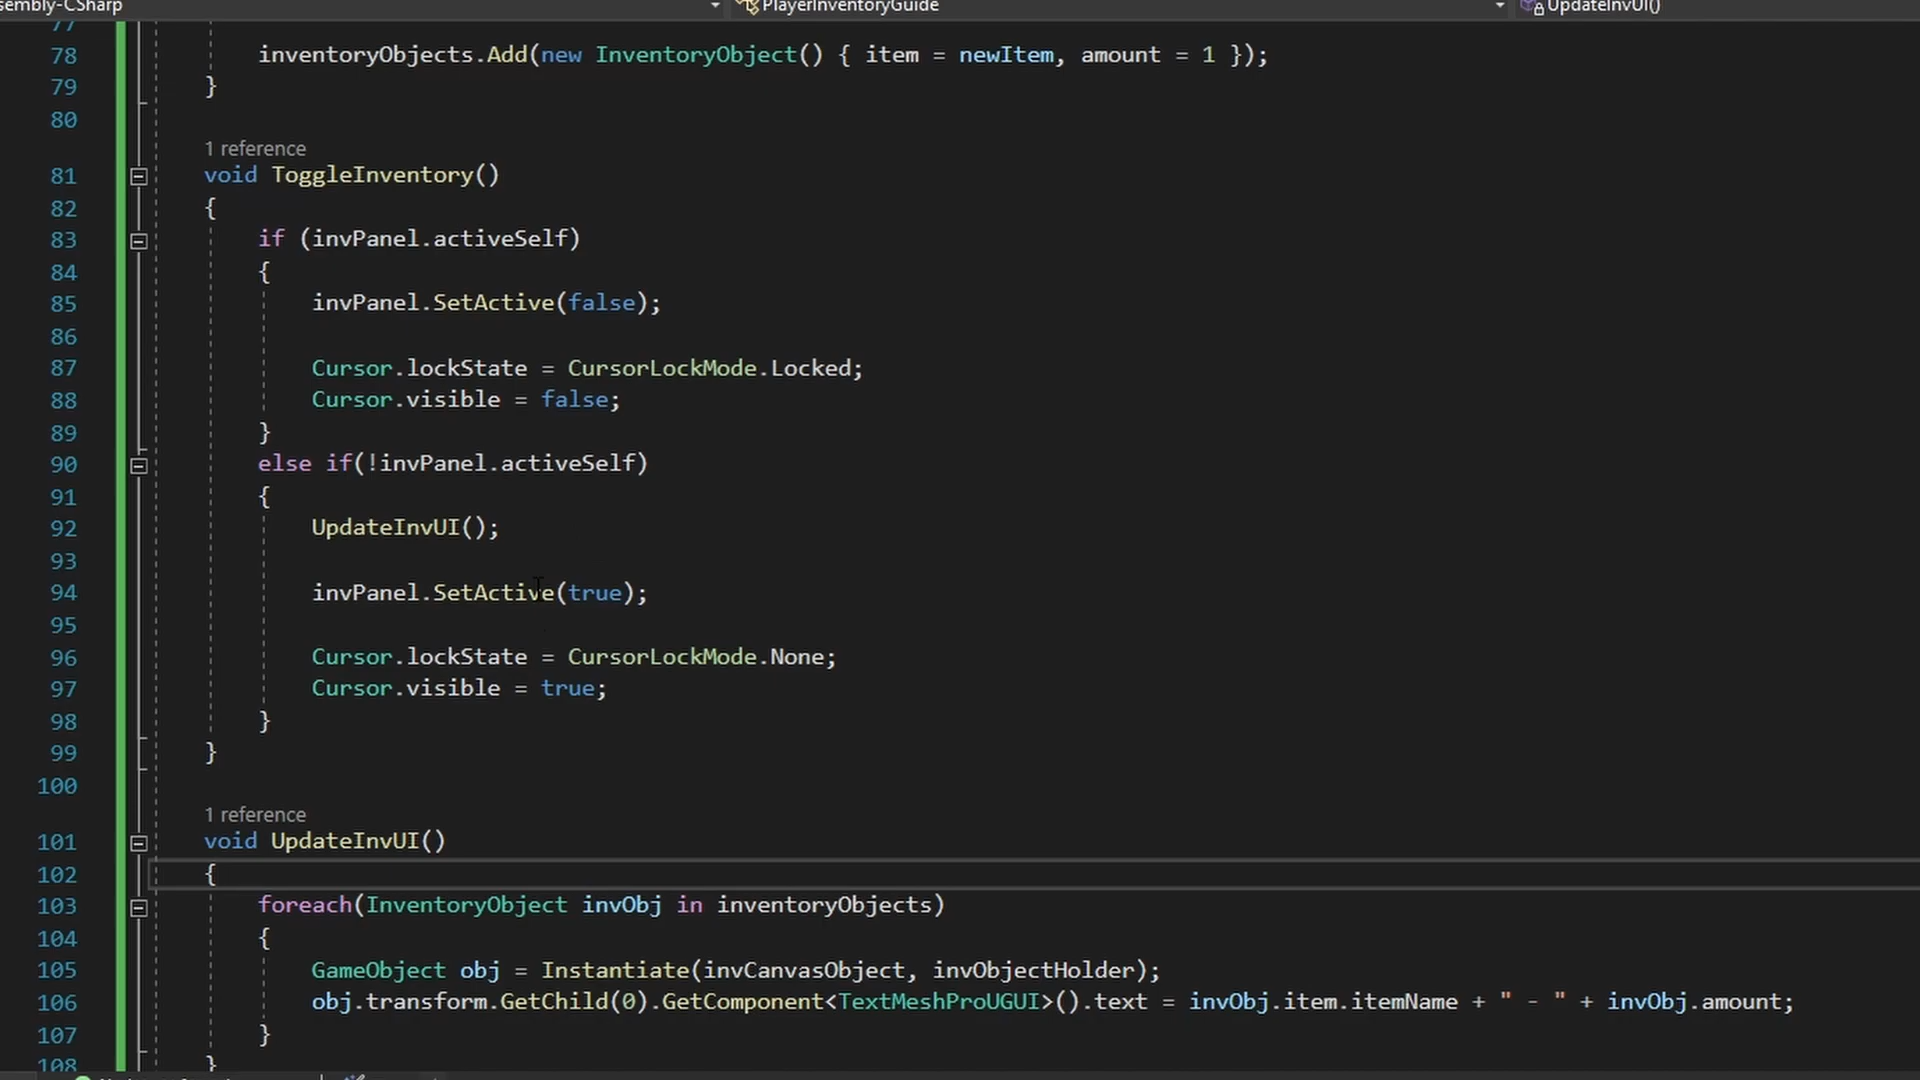 sembly-CSharp PlayerInventoryGuide UpdateInvUI()
77
78 inventoryObjects.Add(new InventoryObject() { item = newItem, amount = 1 });
79 }
80
1 reference
81 void ToggleInventory()
82 {
83 if (invPanel.activeSelf)
84 {
85 invPanel.SetActive(false);
86
87 Cursor.lockState = CursorLockMode.Locked;
88 Cursor.visible = false;
89 }
90 else if(!invPanel.activeSelf)
91 {
92 UpdateInvUI();
93
94 invPanel.SetActive(true);
95
96 Cursor.lockState = CursorLockMode.None;
97 Cursor.visible = true;
98 }
99 }
100
1 reference
101 void UpdateInvUI()
102 {
103 foreach(InventoryObject invObj in inventoryObjects)
104 {
105 GameObject obj = Instantiate(invCanvasObject, invObjectHolder);
106 obj.transform.GetChild(0).GetComponent<TextMeshProUGUI>().text = invObj.item.itemName + " - " + invObj.amount;
107 }
108 }